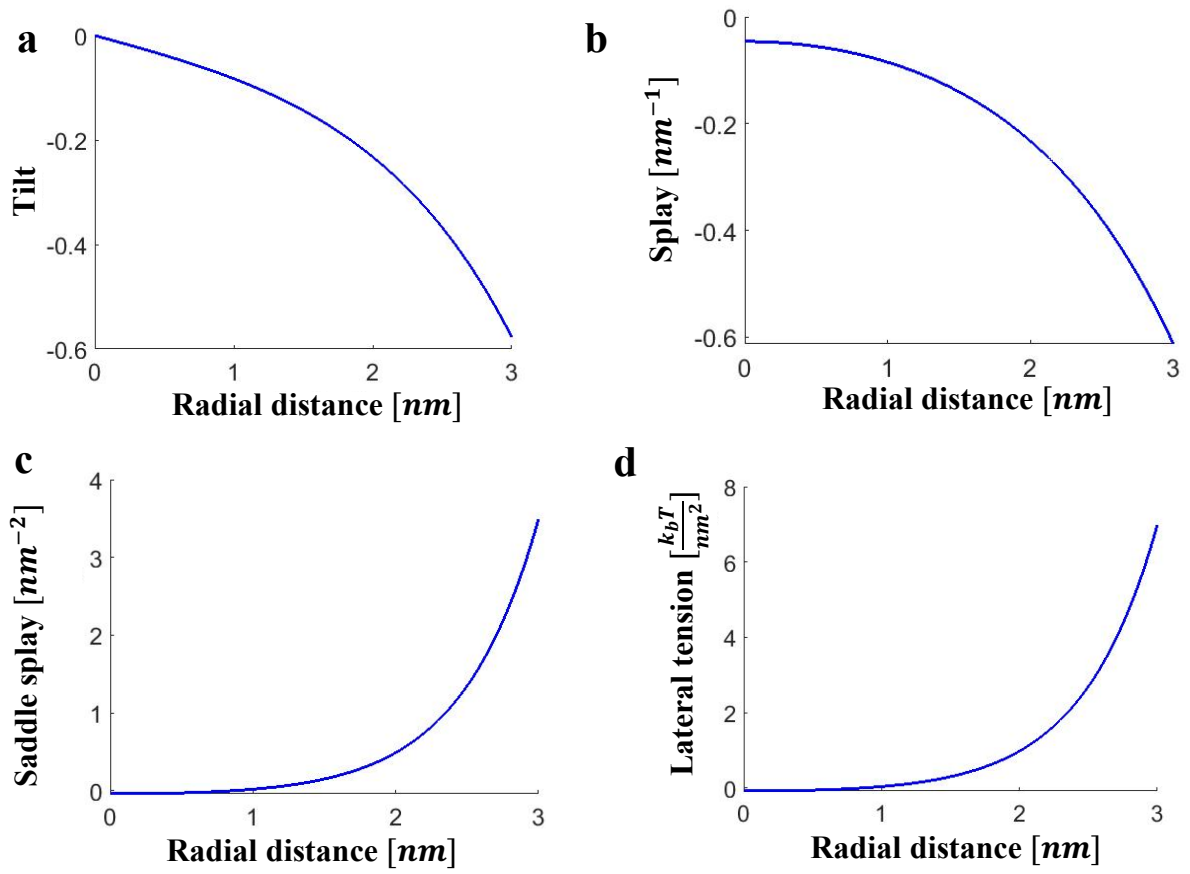 a
0
-0.2
-0.4
-0.6
Tilt
0 1 2 3
Radial distance [nm]
b
0
-0.2
-0.4
-0.6
Splay [nm⁻¹]
0 1 2 3
Radial distance [nm]
c
4
3
2
1
0
Saddle splay [nm⁻²]
0 1 2 3
Radial distance [nm]
d
8
6
4
2
0
Lateral tension [k_bT/nm²]
0 1 2 3
Radial distance [nm]